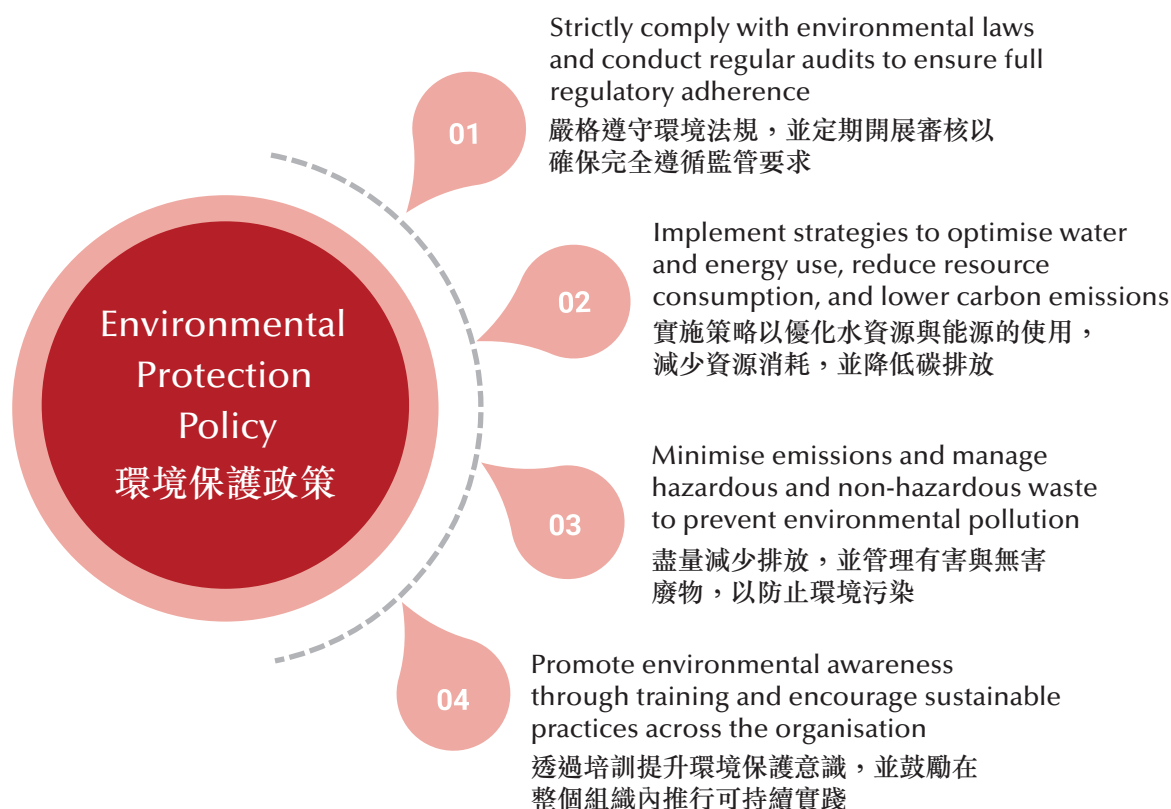 Environmental
Protection
Policy
環境保護政策
01
Strictly comply with environmental laws
and conduct regular audits to ensure full
regulatory adherence
嚴格遵守環境法規，並定期開展審核以
確保完全遵循監管要求
02
Implement strategies to optimise water
and energy use, reduce resource
consumption, and lower carbon emissions
實施策略以優化水資源與能源的使用，
減少資源消耗，並降低碳排放
03
Minimise emissions and manage
hazardous and non-hazardous waste
to prevent environmental pollution
盡量減少排放，並管理有害與無害
廢物，以防止環境污染
04
Promote environmental awareness
through training and encourage sustainable
practices across the organisation
透過培訓提升環境保護意識，並鼓勵在
整個組織內推行可持續實踐